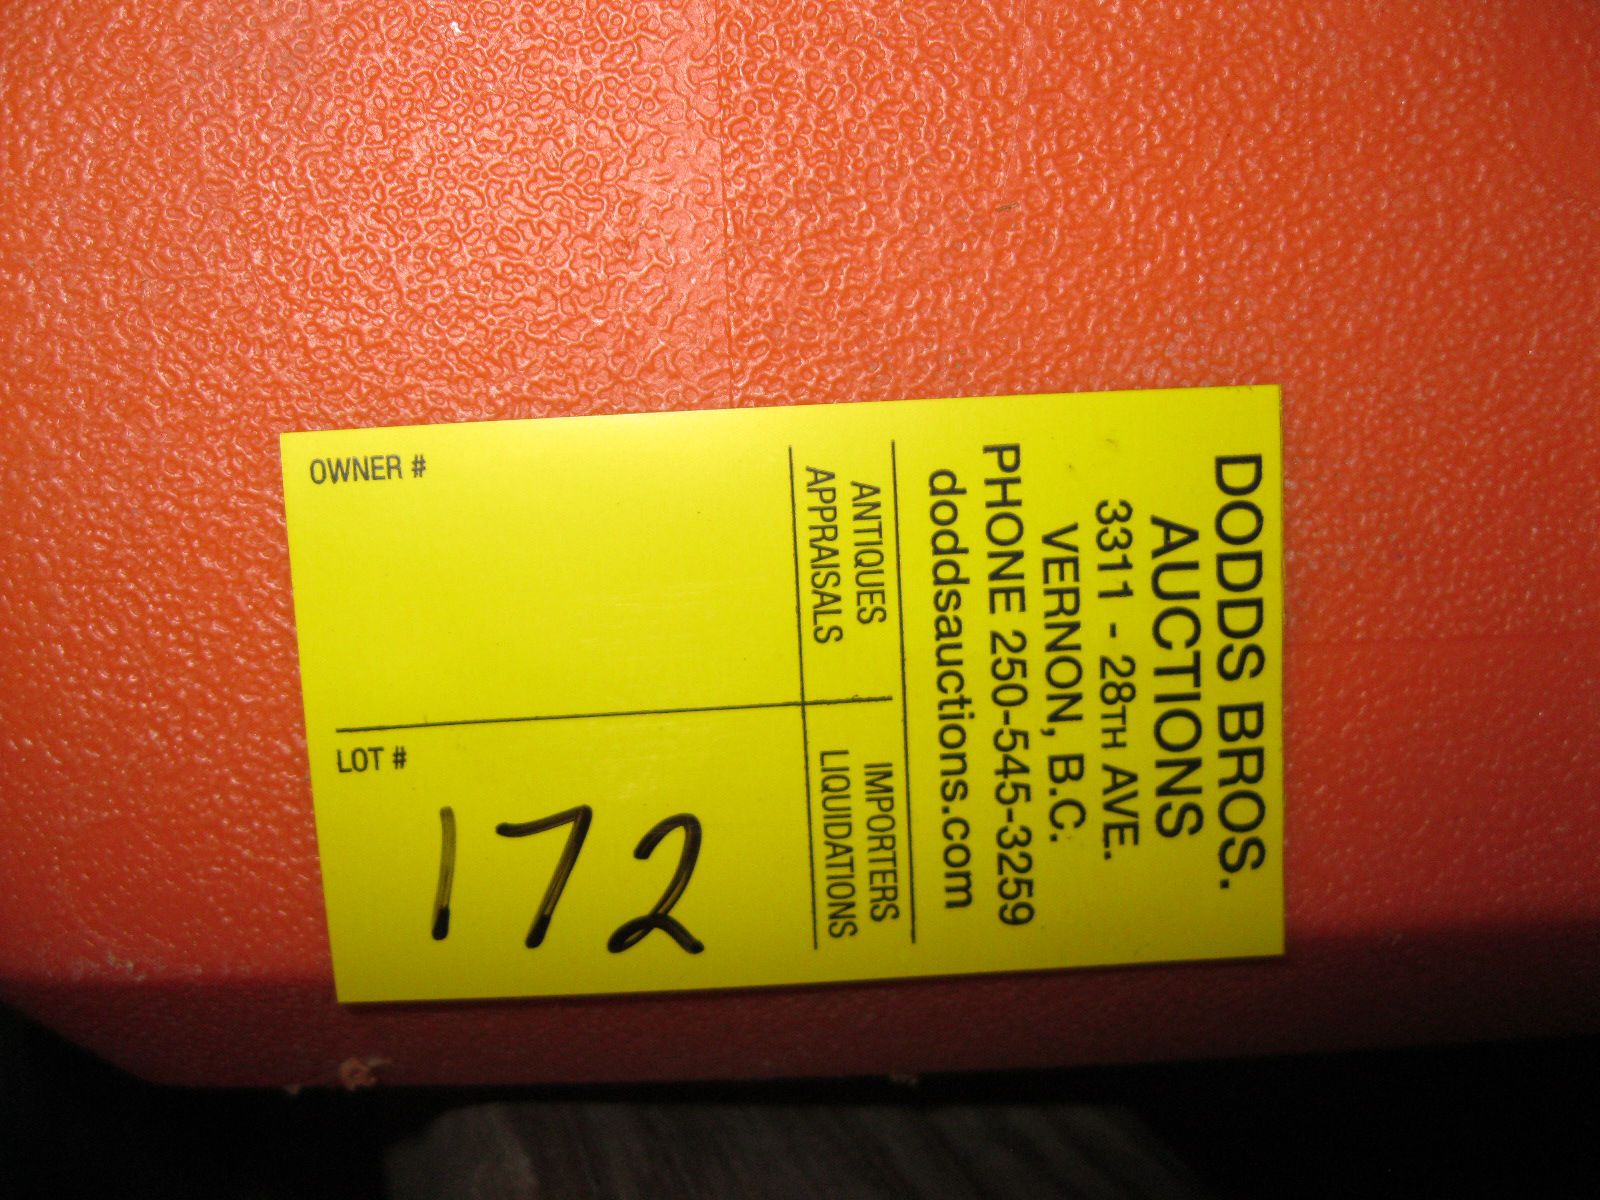 DODDS BROS.
AUCTIONS
3311 - 28TH AVE.
VERNON, B.C.
PHONE 250-545-3259
doddsauctions.com
ANTIQUES IMPORTERS
APPRAISALS LIQUIDATIONS
OWNER #
LOT #
172